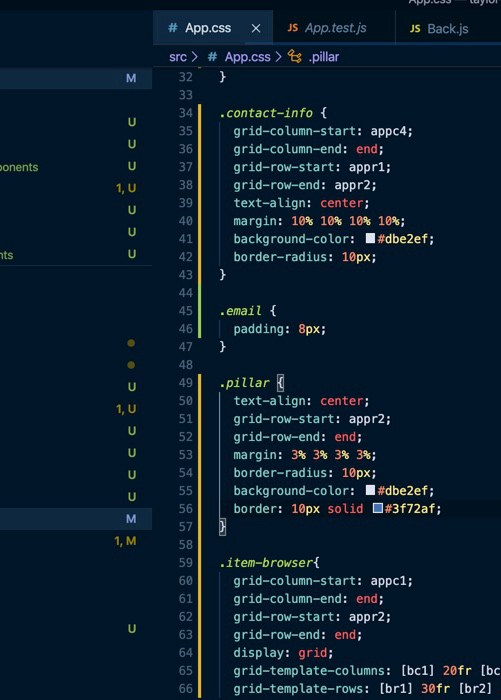 App.css — taylor
# App.css ×
JS App.test.js
JS Back.js
src > # App.css > .pillar
M
U
U
ponents U
1, U
U
U
nts U
U
1, U
U
U
U
U
M
1, M
U
32 }
33
34 .contact-info {
35 grid-column-start: appc4;
36 grid-column-end: end;
37 grid-row-start: appr1;
38 grid-row-end: appr2;
39 text-align: center;
40 margin: 10% 10% 10% 10%;
41 background-color: #dbe2ef;
42 border-radius: 10px;
43 }
44
45 .email {
46 padding: 8px;
47 }
48
49 .pillar {
50 text-align: center;
51 grid-row-start: appr2;
52 grid-row-end: end;
53 margin: 3% 3% 3% 3%;
54 border-radius: 10px;
55 background-color: #dbe2ef;
56 border: 10px solid #3f72af;
57 }
58
59 .item-browser{
60 grid-column-start: appc1;
61 grid-column-end: end;
62 grid-row-start: appr2;
63 grid-row-end: end;
64 display: grid;
65 grid-template-columns: [bc1] 20fr [bc
66 grid-template-rows: [br1] 30fr [br2]